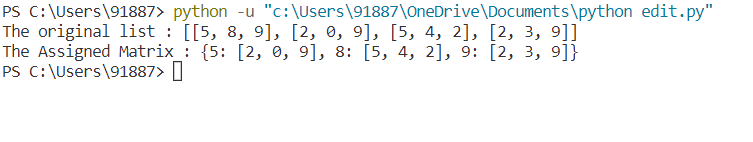 PS C:\Users\91887> python -u "c:\Users\91887\OneDrive\Documents\python edit.py"
The original list : [[5, 8, 9], [2, 0, 9], [5, 4, 2], [2, 3, 9]]
The Assigned Matrix : {5: [2, 0, 9], 8: [5, 4, 2], 9: [2, 3, 9]}
PS C:\Users\91887>